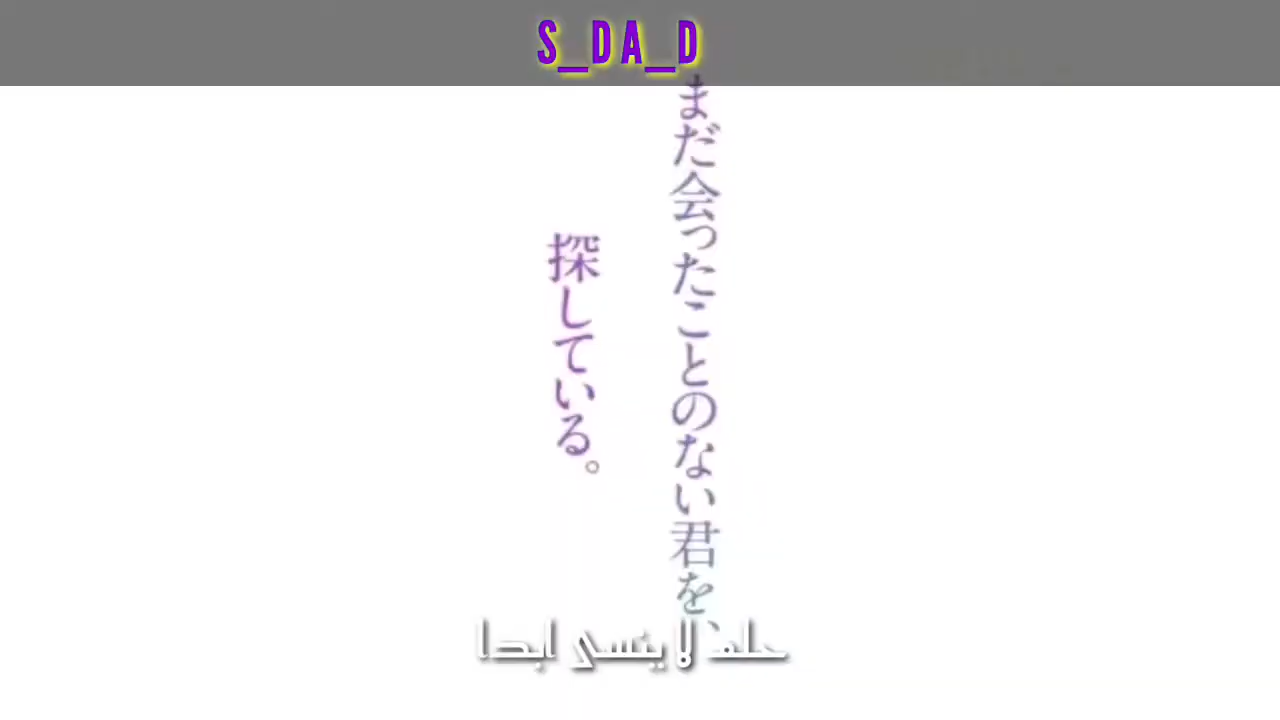 S_DA_D
まだ会ったことのない君を、
探している。
حلم لا ينسى ابدا